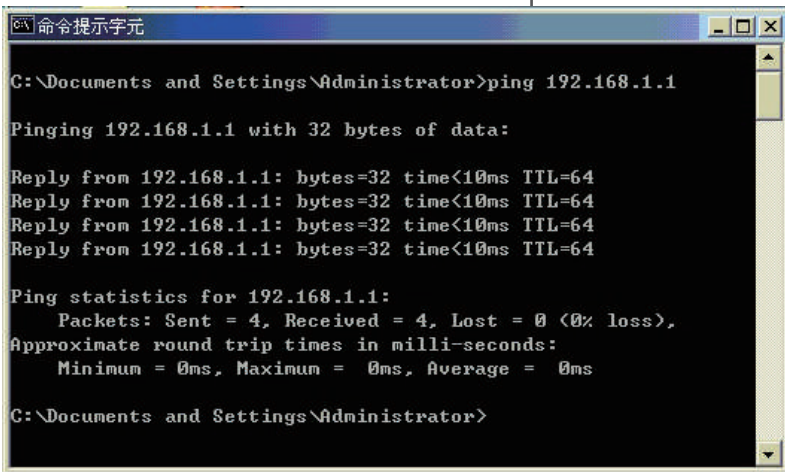 命令提示字元
C:\Documents and Settings\Administrator>ping 192.168.1.1
Pinging 192.168.1.1 with 32 bytes of data:
Reply from 192.168.1.1: bytes=32 time<10ms TTL=64
Reply from 192.168.1.1: bytes=32 time<10ms TTL=64
Reply from 192.168.1.1: bytes=32 time<10ms TTL=64
Reply from 192.168.1.1: bytes=32 time<10ms TTL=64
Ping statistics for 192.168.1.1:
    Packets: Sent = 4, Received = 4, Lost = 0 (0% loss),
Approximate round trip times in milli-seconds:
    Minimum = 0ms, Maximum =  0ms, Average =  0ms
C:\Documents and Settings\Administrator>